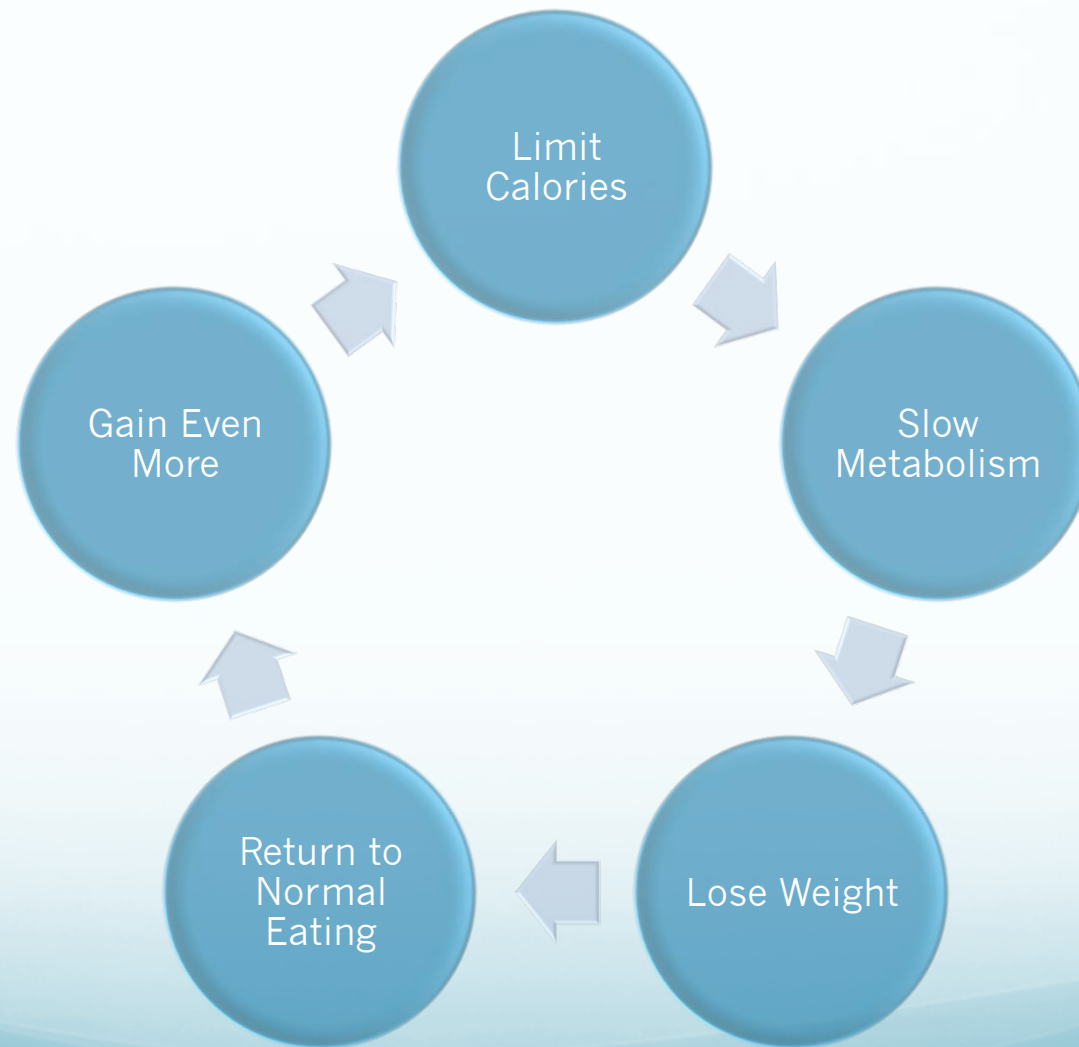 Limit
Calories
Slow
Metabolism
Lose Weight
Return to
Normal
Eating
Gain Even
More